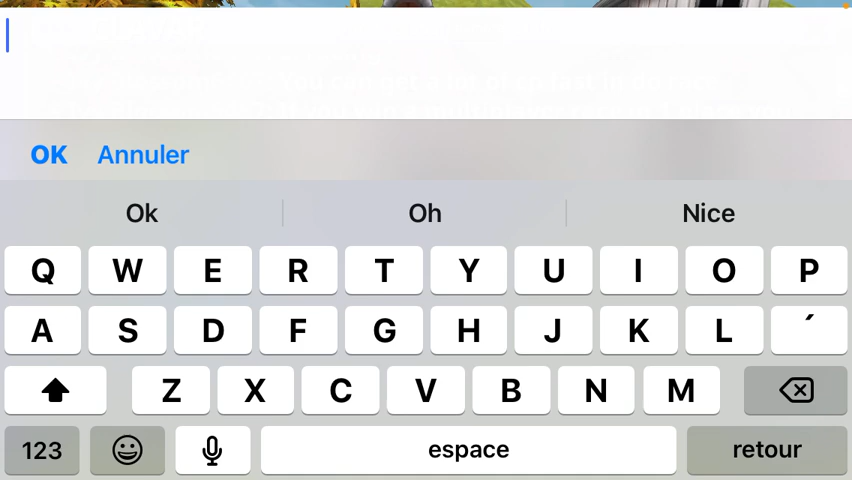 OK Annuler
Ok Oh Nice
Q W E R T Y U I O P
A S D F G H J K L ´
Z X C V B N M
123 espace retour